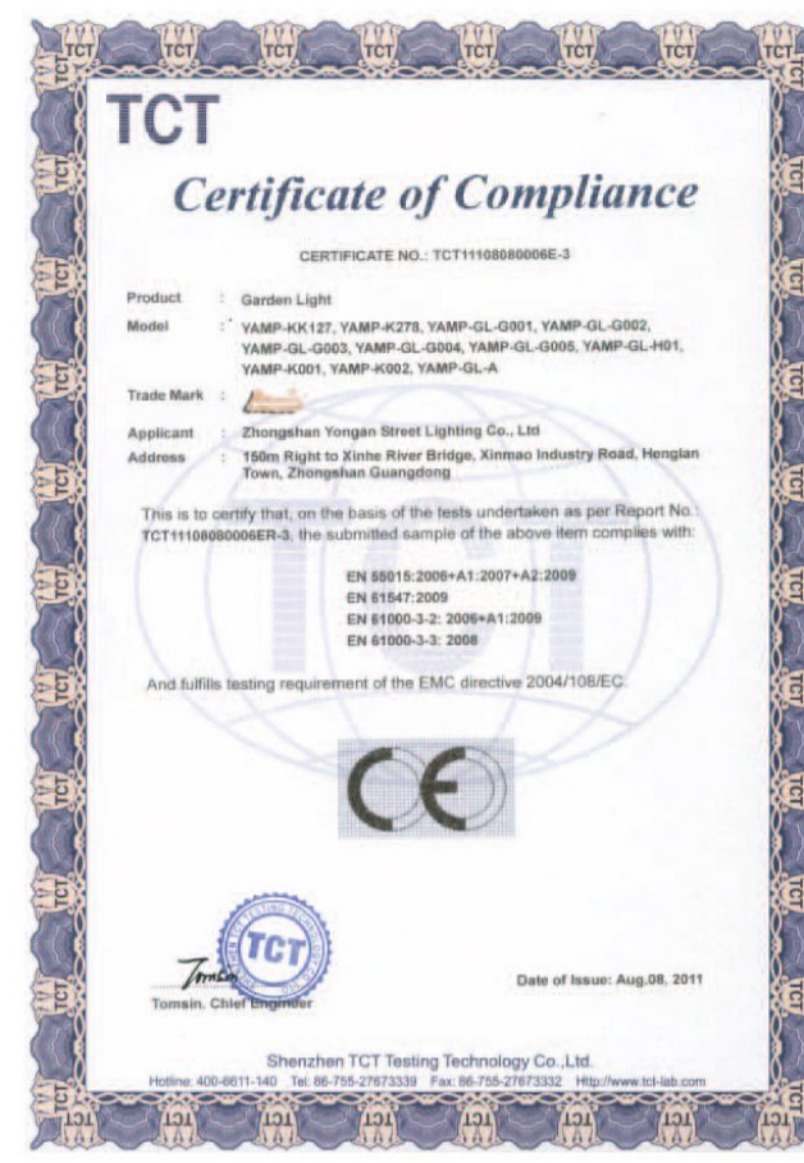 TCT
Certificate of Compliance
CERTIFICATE NO.: TCT11108080006E-3
Product : Garden Light
Model : YAMP-KK127, YAMP-K278, YAMP-GL-G001, YAMP-GL-G002,
YAMP-GL-G003, YAMP-GL-G004, YAMP-GL-G005, YAMP-GL-H01,
YAMP-K001, YAMP-K002, YAMP-GL-A
Trade Mark :
Applicant : Zhongshan Yongan Street Lighting Co., Ltd
Address : 150m Right to Xinhe River Bridge, Xinmao Industry Road, Henglan
Town, Zhongshan Guangdong
This is to certify that, on the basis of the tests undertaken as per Report No.:
TCT11108080006ER-3, the submitted sample of the above item complies with:
EN 55015:2006+A1:2007+A2:2009
EN 61547:2009
EN 61000-3-2: 2006+A1:2009
EN 61000-3-3: 2008
And fulfills testing requirement of the EMC directive 2004/108/EC.
CE
TCT
Tomsin
Tomsin. Chief Engineer
Date of Issue: Aug.08, 2011
Shenzhen TCT Testing Technology Co.,Ltd.
Hotline: 400-6611-140 Tel: 86-755-27673339 Fax: 86-755-27673332 Http://www.tct-lab.com